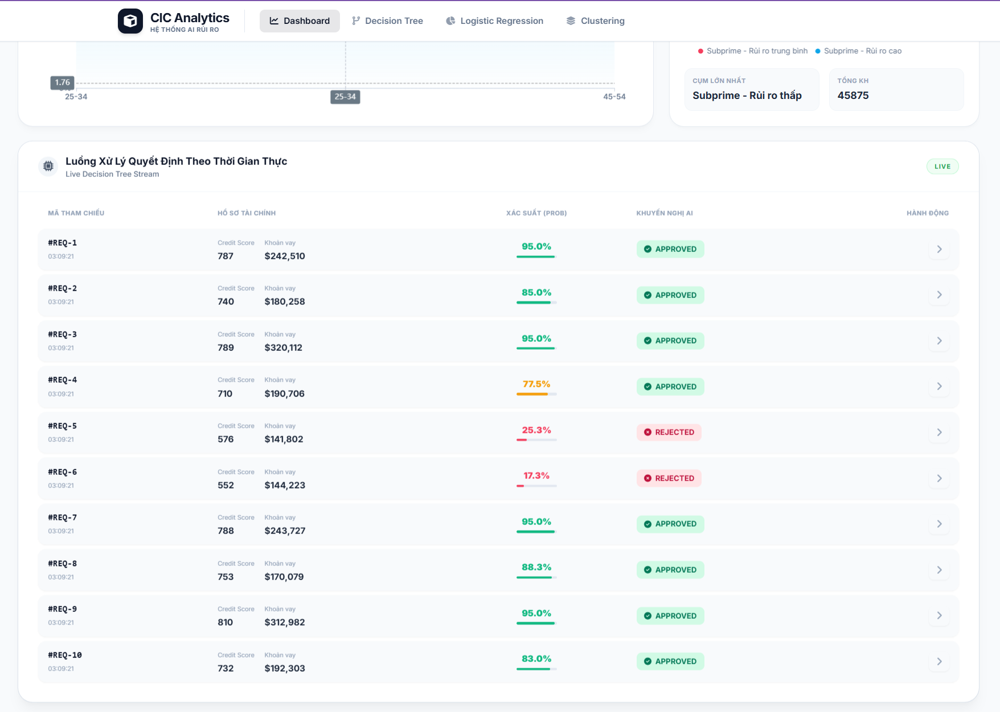 CIC Analytics
HỆ THỐNG AI RỦI RO
Dashboard
Decision Tree
Logistic Regression
Clustering
1.76
25-34
25-34
45-54
Subprime - Rủi ro trung bình
Subprime - Rủi ro cao
CỤM LỚN NHẤT
Subprime - Rủi ro thấp
TỔNG KH
45875
Luồng Xử Lý Quyết Định Theo Thời Gian Thực
Live Decision Tree Stream
LIVE
MÃ THAM CHIẾU HỒ SƠ TÀI CHÍNH XÁC SUẤT (PROB) KHUYẾN NGHỊ AI HÀNH ĐỘNG
#REQ-1
03:09:21
Credit Score Khoản vay
787 $242,510
95.0%
APPROVED
#REQ-2
03:09:21
Credit Score Khoản vay
740 $180,258
85.0%
APPROVED
#REQ-3
03:09:21
Credit Score Khoản vay
789 $320,112
95.0%
APPROVED
#REQ-4
03:09:21
Credit Score Khoản vay
710 $190,706
77.5%
APPROVED
#REQ-5
03:09:21
Credit Score Khoản vay
576 $141,802
25.3%
REJECTED
#REQ-6
03:09:21
Credit Score Khoản vay
552 $144,223
17.3%
REJECTED
#REQ-7
03:09:21
Credit Score Khoản vay
788 $243,727
95.0%
APPROVED
#REQ-8
03:09:21
Credit Score Khoản vay
753 $170,079
88.3%
APPROVED
#REQ-9
03:09:21
Credit Score Khoản vay
810 $312,982
95.0%
APPROVED
#REQ-10
03:09:21
Credit Score Khoản vay
732 $192,303
83.0%
APPROVED